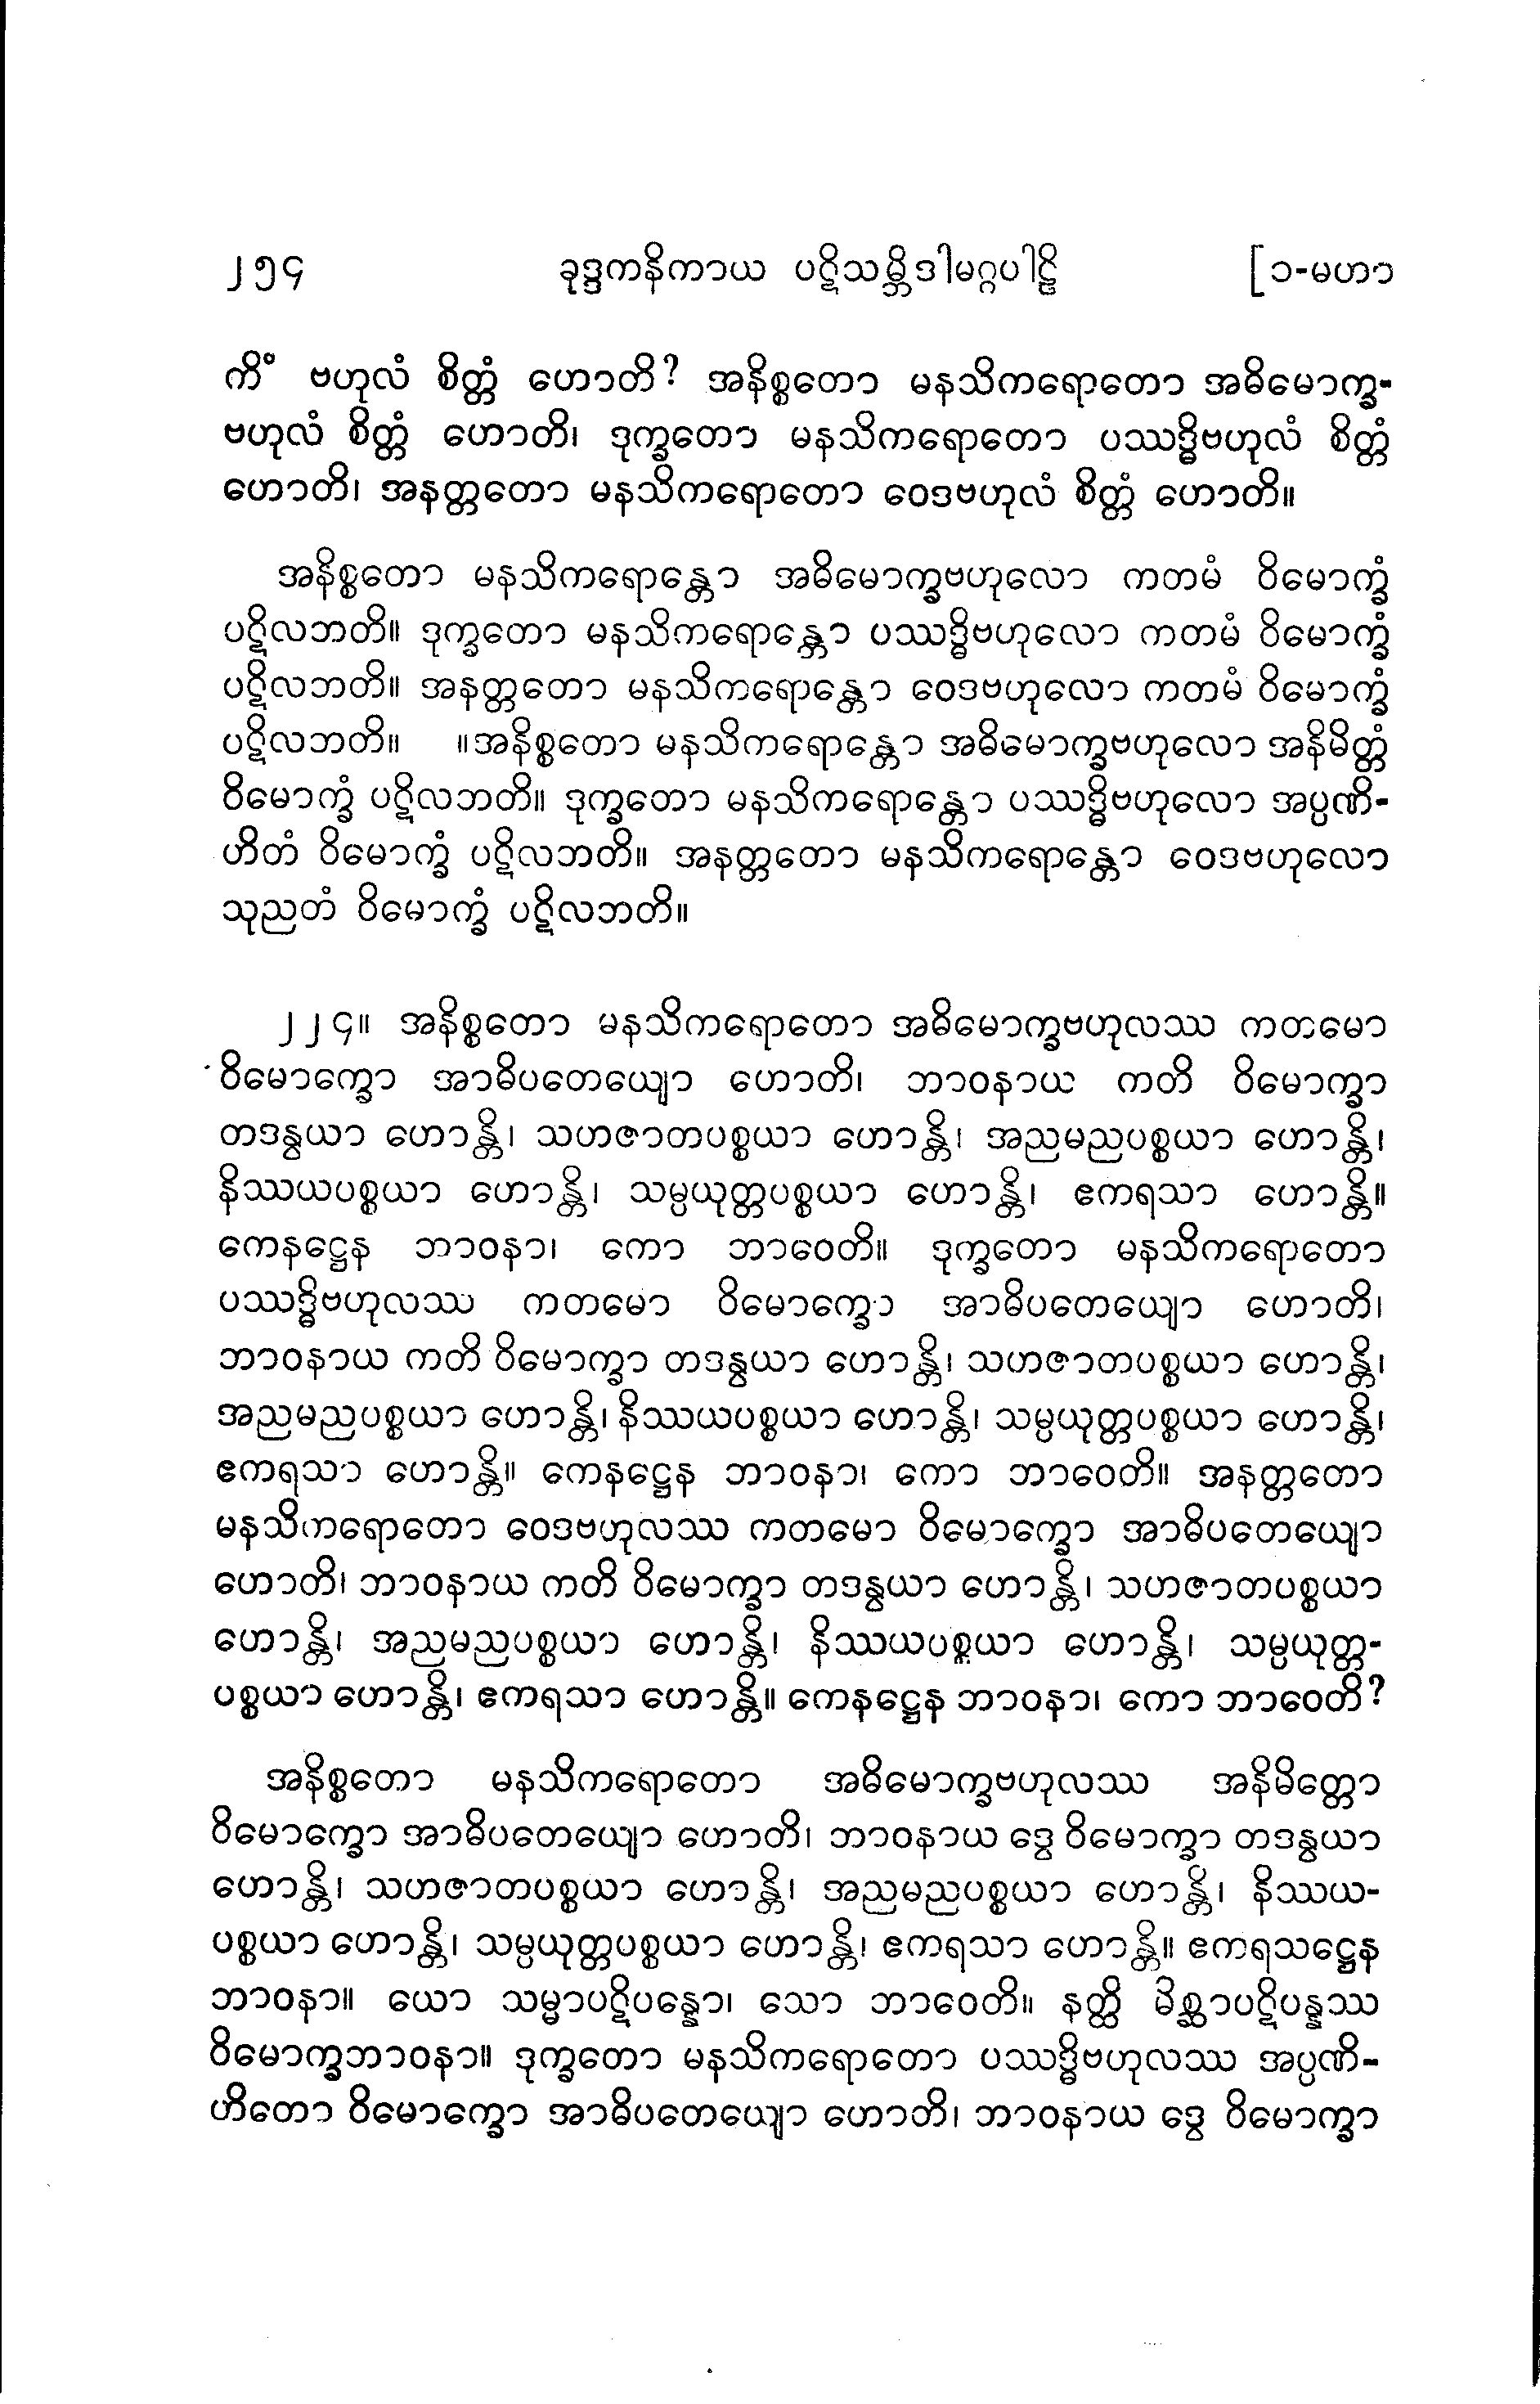 ၂၅၄ ခုဒ္ဒကနိကာယ ပဋိသမ္ဘိဒါမဂ္ဂပါဠိ [၁-မဟာ
ကိံ ဗဟုလံ စိတ္တံ ဟောတိ? အနိစ္စတော မနသိကရောတော အဓိမောက္ခ-
ဗဟုလံ စိတ္တံ ဟောတိ၊ ဒုက္ခတော မနသိကရောတော ပဿဒ္ဓိဗဟုလံ စိတ္တံ
ဟောတိ၊ အနတ္တတော မနသိကရောတော ဝေဒဗဟုလံ စိတ္တံ ဟောတိ။
အနိစ္စတော မနသိကရောန္တော အဓိမောက္ခဗဟုလော ကတမံ ဝိမောက္ခံ
ပဋိလဘတိ။ ဒုက္ခတော မနသိကရောန္တော ပဿဒ္ဓိဗဟုလော ကတမံ ဝိမောက္ခံ
ပဋိလဘတိ။ အနတ္တတော မနသိကရောန္တော ဝေဒဗဟုလော ကတမံ ဝိမောက္ခံ
ပဋိလဘတိ။ ။အနိစ္စတော မနသိကရောန္တော အဓိမောက္ခဗဟုလော အနိမိတ္တံ
ဝိမောက္ခံ ပဋိလဘတိ။ ဒုက္ခတော မနသိကရောန္တော ပဿဒ္ဓိဗဟုလော အပ္ပဏိ-
ဟိတံ ဝိမောက္ခံ ပဋိလဘတိ။ အနတ္တတော မနသိကရောန္တော ဝေဒဗဟုလော
သုညတံ ဝိမောက္ခံ ပဋိလဘတိ။
၂၂၄။ အနိစ္စတော မနသိကရောတော အဓိမောက္ခဗဟုလဿ ကတမော
ဝိမောက္ခော အာဓိပတေယျော ဟောတိ၊ ဘာဝနာယ ကတိ ဝိမောက္ခာ
တဒနွယာ ဟောန္တိ၊ သဟဇာတပစ္စယာ ဟောန္တိ၊ အညမညပစ္စယာ ဟောန္တိ၊
နိဿယပစ္စယာ ဟောန္တိ၊ သမ္ပယုတ္တပစ္စယာ ဟောန္တိ၊ ဧကရသာ ဟောန္တိ။
ကေနဋ္ဌေန ဘာဝနာ၊ ကော ဘာဝေတိ။ ဒုက္ခတော မနသိကရောတော
ပဿဒ္ဓိဗဟုလဿ ကတမော ဝိမောက္ခော အာဓိပတေယျော ဟောတိ၊
ဘာဝနာယ ကတိ ဝိမောက္ခာ တဒနွယာ ဟောန္တိ၊ သဟဇာတပစ္စယာ ဟောန္တိ၊
အညမညပစ္စယာ ဟောန္တိ၊ နိဿယပစ္စယာ ဟောန္တိ၊ သမ္ပယုတ္တပစ္စယာ ဟောန္တိ၊
ဧကရသာ ဟောန္တိ။ ကေနဋ္ဌေန ဘာဝနာ၊ ကော ဘာဝေတိ။ အနတ္တတော
မနသိကရောတော ဝေဒဗဟုလဿ ကတမော ဝိမောက္ခော အာဓိပတေယျော
ဟောတိ၊ ဘာဝနာယ ကတိ ဝိမောက္ခာ တဒနွယာ ဟောန္တိ၊ သဟဇာတပစ္စယာ
ဟောန္တိ၊ အညမညပစ္စယာ ဟောန္တိ၊ နိဿယပစ္စယာ ဟောန္တိ၊ သမ္ပယုတ္တ-
ပစ္စယာ ဟောန္တိ၊ ဧကရသာ ဟောန္တိ။ ကေနဋ္ဌေန ဘာဝနာ၊ ကော ဘာဝေတိ?
အနိစ္စတော မနသိကရောတော အဓိမောက္ခဗဟုလဿ အနိမိတ္တော
ဝိမောက္ခော အာဓိပတေယျော ဟောတိ၊ ဘာဝနာယ ဒွေ ဝိမောက္ခာ တဒနွယာ
ဟောန္တိ၊ သဟဇာတပစ္စယာ ဟောန္တိ၊ အညမညပစ္စယာ ဟောန္တိ၊ နိဿယ-
ပစ္စယာ ဟောန္တိ၊ သမ္ပယုတ္တပစ္စယာ ဟောန္တိ၊ ဧကရသာ ဟောန္တိ။ ဧကရသဋ္ဌေန
ဘာဝနာ။ ယော သမ္မာပဋိပန္နော၊ သော ဘာဝေတိ။ နတ္ထိ မိစ္ဆာပဋိပန္နဿ
ဝိမောက္ခဘာဝနာ။ ဒုက္ခတော မနသိကရောတော ပဿဒ္ဓိဗဟုလဿ အပ္ပဏိ-
ဟိတော ဝိမောက္ခော အာဓိပတေယျော ဟောတိ၊ ဘာဝနာယ ဒွေ ဝိမောက္ခာ